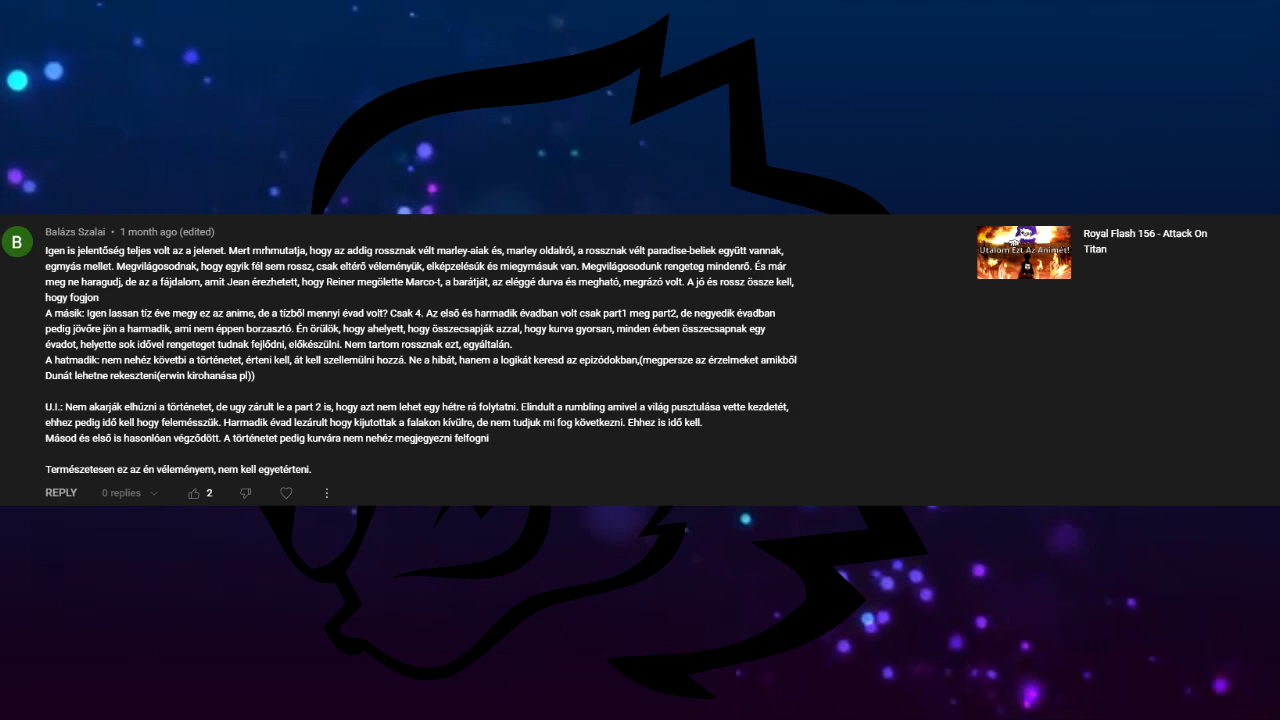 B
Balázs Szalai • 1 month ago (edited)
Igen is jelentőség teljes volt az a jelenet. Mert mrhmutatja, hogy az addig rossznak vélt marley-aiak és, marley oldalról, a rossznak vélt paradise-beliek együtt vannak,
egmyás mellet. Megvilágosodnak, hogy egyik fél sem rossz, csak eltérő véleményük, elképzelésük és miegymásuk van. Megvilágosodunk rengeteg mindenrő. És már
meg ne haragudj, de az a fájdalom, amit Jean érezhetett, hogy Reiner megölette Marco-t, a barátját, az eléggé durva és megható, megrázó volt. A jó és rossz össze kell,
hogy fogjon
A másik: Igen lassan tíz éve megy ez az anime, de a tízből mennyi évad volt? Csak 4. Az első és harmadik évadban volt csak part1 meg part2, de negyedik évadban
pedig jövőre jön a harmadik, ami nem éppen borzasztó. Én örülök, hogy ahelyett, hogy összecsapják azzal, hogy kurva gyorsan, minden évben összecsapnak egy
évadot, helyette sok idővel rengeteget tudnak fejlődni, előkészülni. Nem tartom rossznak ezt, egyáltalán.
A hatmadik: nem nehéz követbi a történetet, érteni kell, át kell szellemülni hozzá. Ne a hibát, hanem a logikát keresd az epizódokban,(megpersze az érzelmeket amikből
Dunát lehetne rekeszteni(erwin kirohanása pl))
U.I.: Nem akarják elhúzni a történetet, de ugy zárult le a part 2 is, hogy azt nem lehet egy hétre rá folytatni. Elindult a rumbling amivel a világ pusztulása vette kezdetét,
ehhez pedig idő kell hogy felemésszük. Harmadik évad lezárult hogy kijutottak a falakon kívülre, de nem tudjuk mi fog következni. Ehhez is idő kell.
Másod és első is hasonlóan végződött. A történetet pedig kurvára nem nehéz megjegyezni felfogni
Természetesen ez az én véleményem, nem kell egyetérteni.
REPLY 0 replies 2
Utálom Ezt Az Animét!
Royal Flash 156 - Attack On
Titan